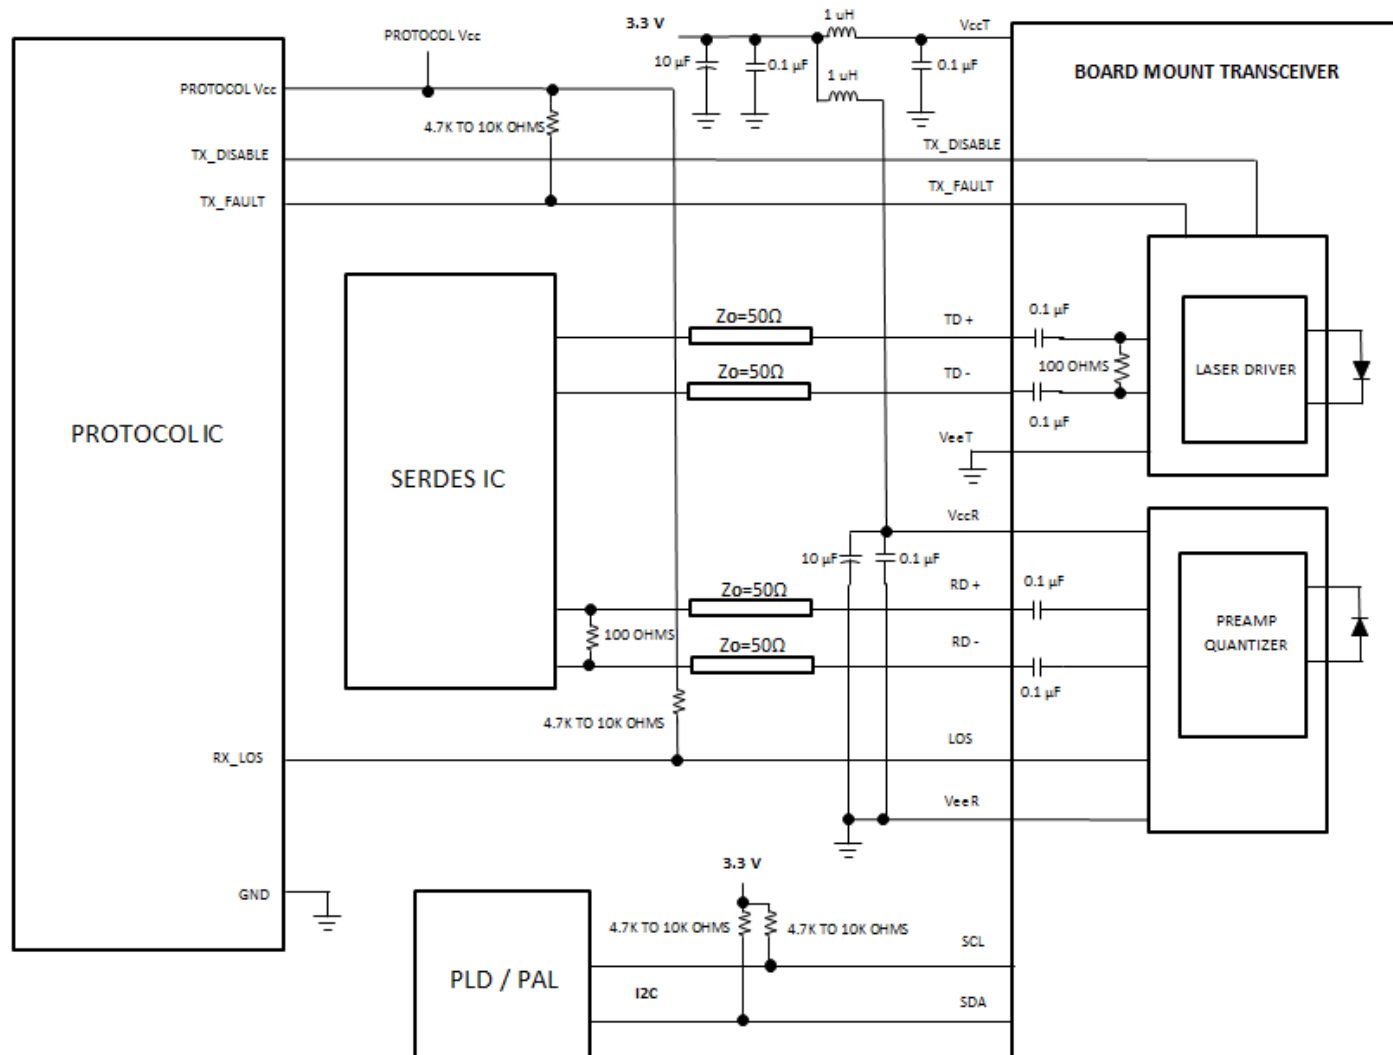 3.3 V
1 uH
VccT
PROTOCOL Vcc
10 µF
0.1 µF
1 uH
0.1 µF
BOARD MOUNT TRANSCEIVER
PROTOCOL Vcc
4.7K TO 10K OHMS
TX_DISABLE
TX_DISABLE
TX_FAULT
TX_FAULT
Zo=50Ω
TD +
0.1 µF
Zo=50Ω
TD -
100 OHMS
LASER DRIVER
0.1 µF
PROTOCOL IC
VeeT
SERDES IC
VccR
10 µF
0.1 µF
Zo=50Ω
RD +
0.1 µF
100 OHMS
Zo=50Ω
RD -
PREAMP
QUANTIZER
0.1 µF
4.7K TO 10K OHMS
RX_LOS
LOS
VeeR
3.3 V
GND
4.7K TO 10K OHMS
4.7K TO 10K OHMS
SCL
PLD / PAL
I2C
SDA